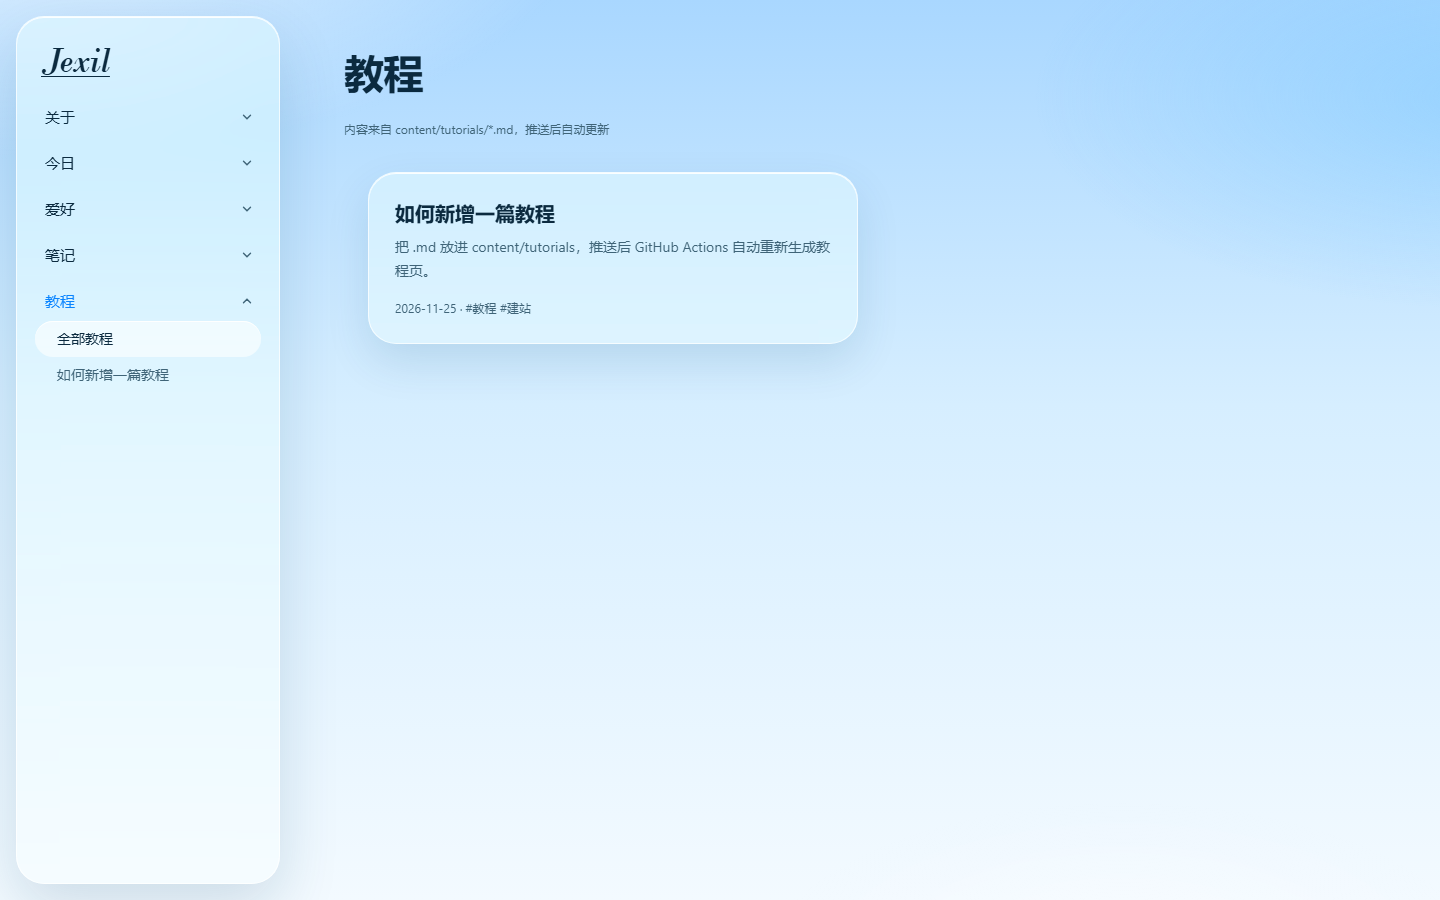 Jexil
关于
今日
爱好
笔记
教程
全部教程
如何新增一篇教程
教程
内容来自 content/tutorials/*.md，推送后自动更新
如何新增一篇教程
把 .md 放进 content/tutorials，推送后 GitHub Actions 自动重新生成教
程页。
2026-11-25 · #教程 #建站